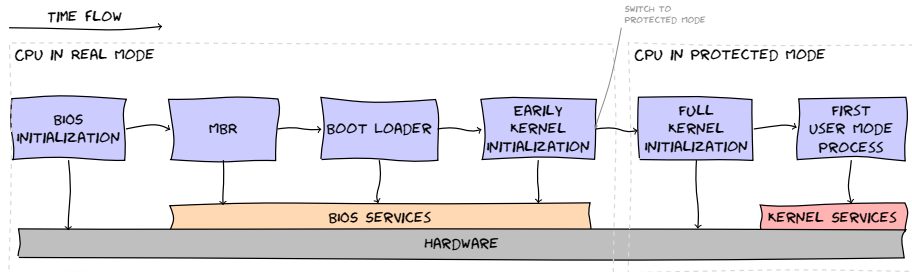 TIME FLOW
SWITCH TO
PROTECTED MODE
CPU IN REAL MODE
CPU IN PROTECTED MODE
BIOS
INITIALIZATION
MBR
BOOT LOADER
EARILY
KERNEL
INITIALIZATION
FULL
KERNEL
INITIALIZATION
FIRST
USER MODE
PROCESS
BIOS SERVICES
KERNEL SERVICES
HARDWARE